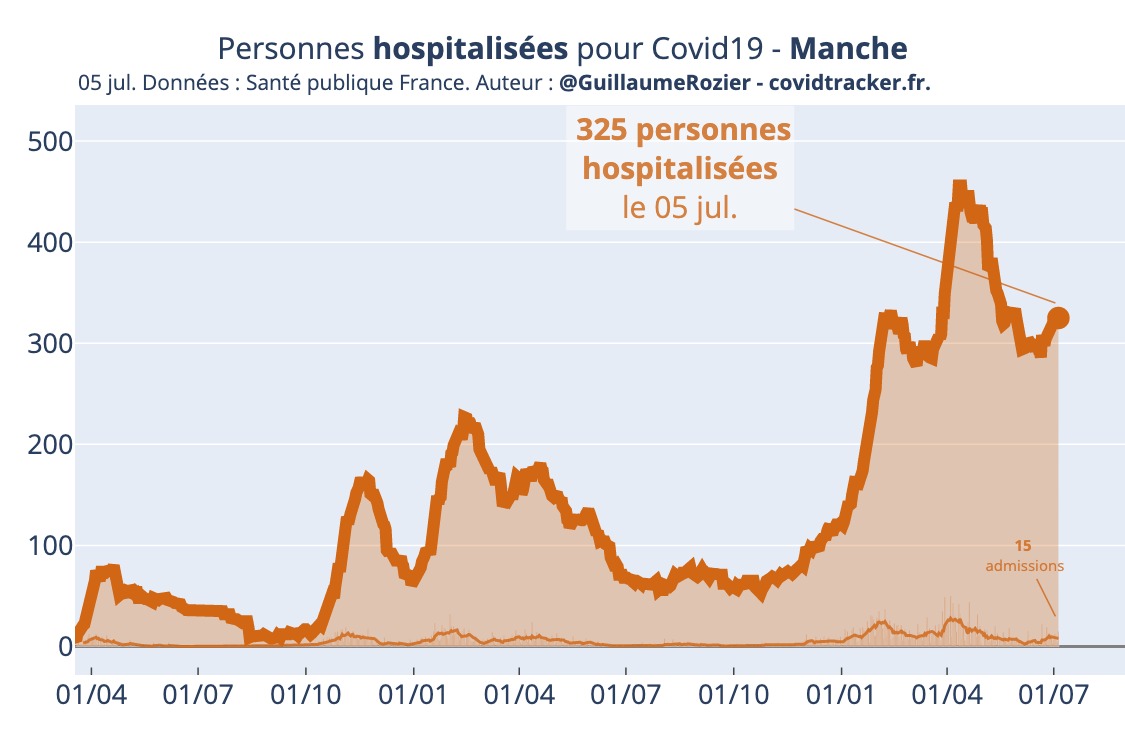 Personnes hospitalisées pour Covid19 - Manche
05 jul. Données : Santé publique France. Auteur : @GuillaumeRozier - covidtracker.fr.
325 personnes
hospitalisées
le 05 jul.
500
400
300
200
100
0
15
admissions
01/04 01/07 01/10 01/01 01/04 01/07 01/10 01/01 01/04 01/07